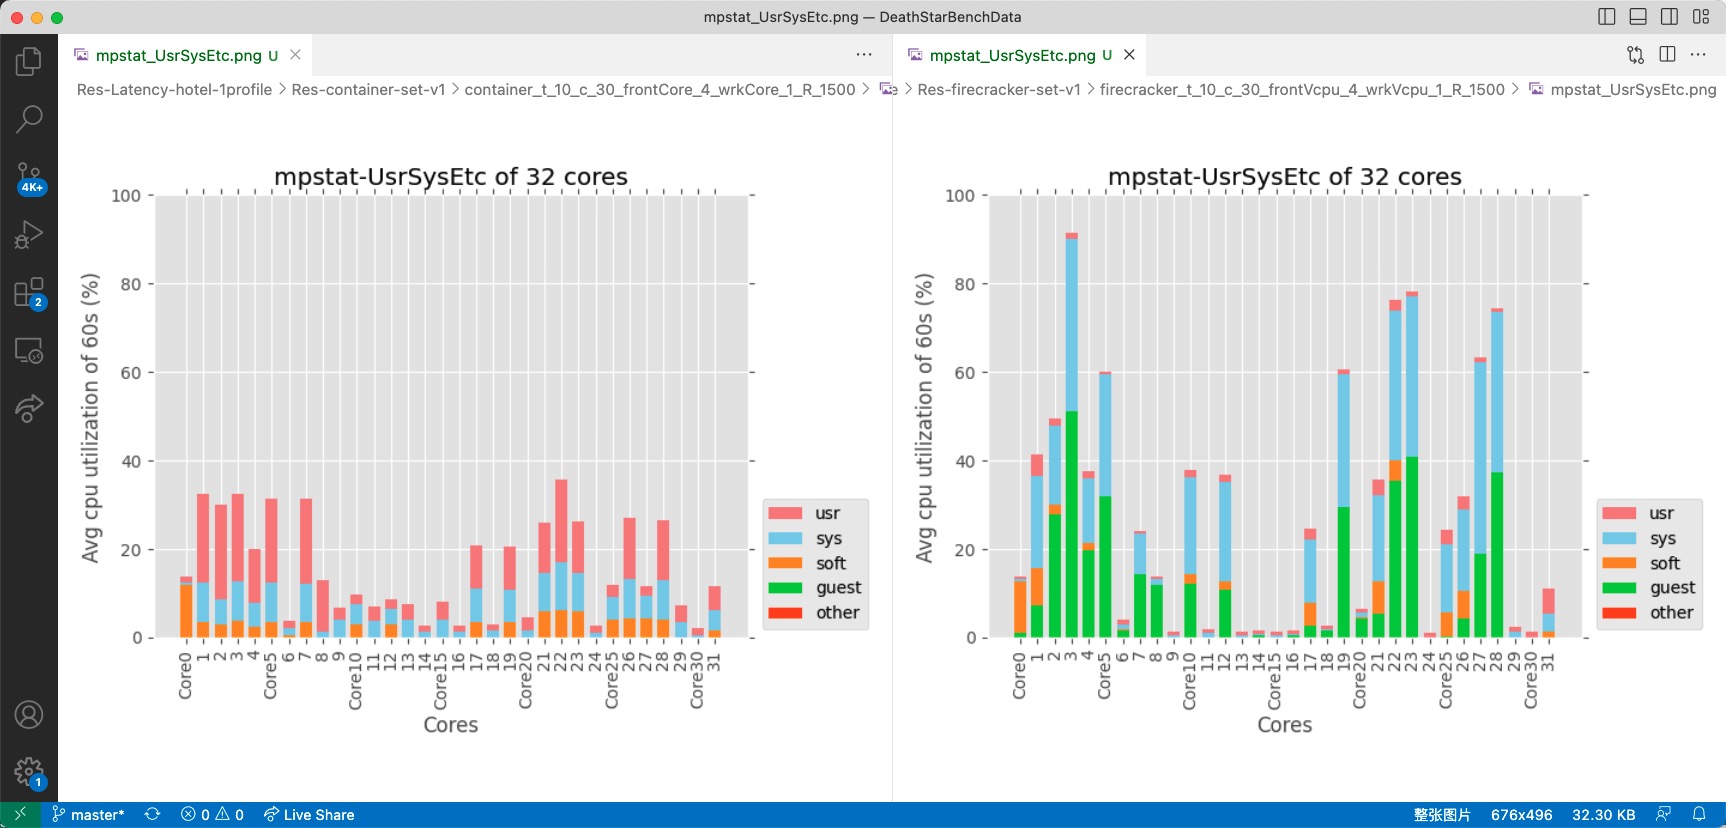 mpstat_UsrSysEtc.png — DeathStarBenchData
mpstat_UsrSysEtc.png U
mpstat_UsrSysEtc.png U
Res-Latency-hotel-1profile > Res-container-set-v1 > container_t_10_c_30_frontCore_4_wrkCore_1_R_1500 >
e > Res-firecracker-set-v1 > firecracker_t_10_c_30_frontVcpu_4_wrkVcpu_1_R_1500 > mpstat_UsrSysEtc.png
4K+
2
1
mpstat-UsrSysEtc of 32 cores
100
80
60
40
20
0
Avg cpu utilization of 60s (%)
Core0 1 2 3 4 Core5 6 7 8 9 Core10 11 12 13 14 Core15 16 17 18 19 Core20 21 22 23 24 Core25 26 27 28 29 Core30 31
Cores
usr
sys
soft
guest
other
mpstat-UsrSysEtc of 32 cores
100
80
60
40
20
0
Avg cpu utilization of 60s (%)
Core0 1 2 3 4 Core5 6 7 8 9 Core10 11 12 13 14 Core15 16 17 18 19 Core20 21 22 23 24 Core25 26 27 28 29 Core30 31
Cores
usr
sys
soft
guest
other
master* 0 0 Live Share 整张图片 676x496 32.30 KB